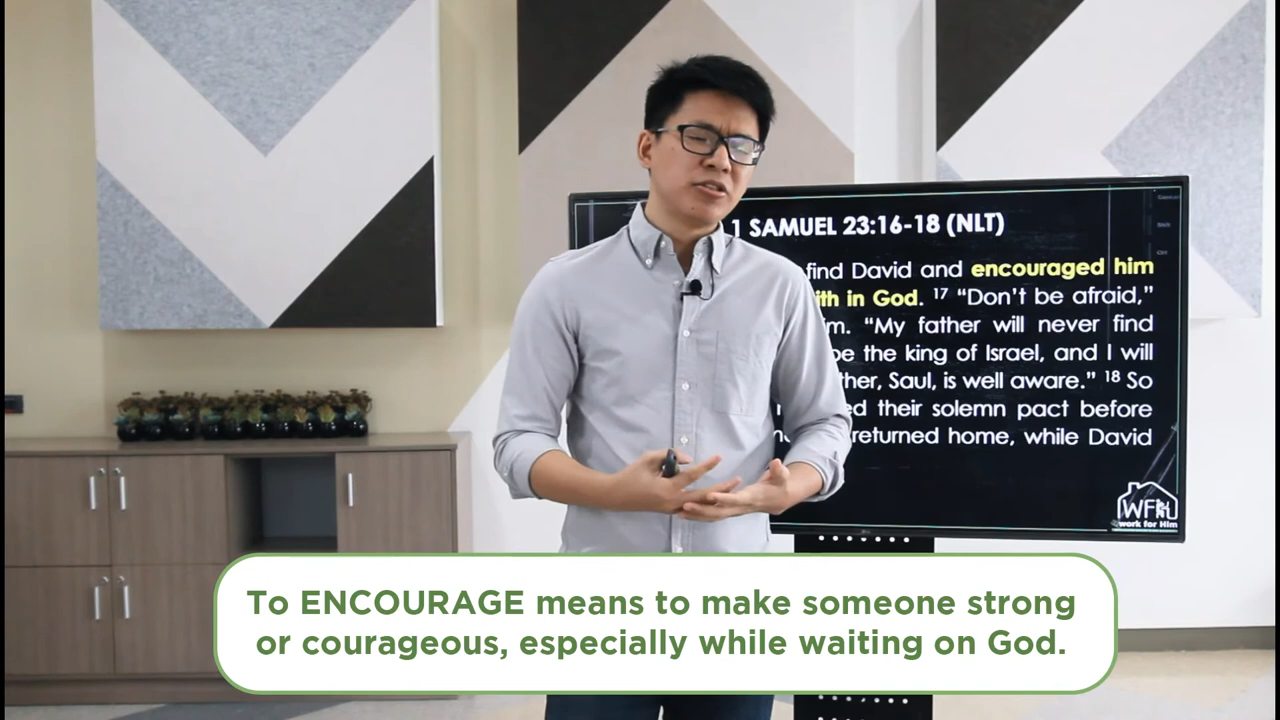 1 SAMUEL 23:16-18 (NLT)
find David and encouraged him
in God. 17 “Don’t be afraid,”
“My father will never find
the king of Israel, and I will
Saul, is well aware.” 18 So
their solemn pact before
returned home, while David
WFH
work for Him
To ENCOURAGE means to make someone strong
or courageous, especially while waiting on God.